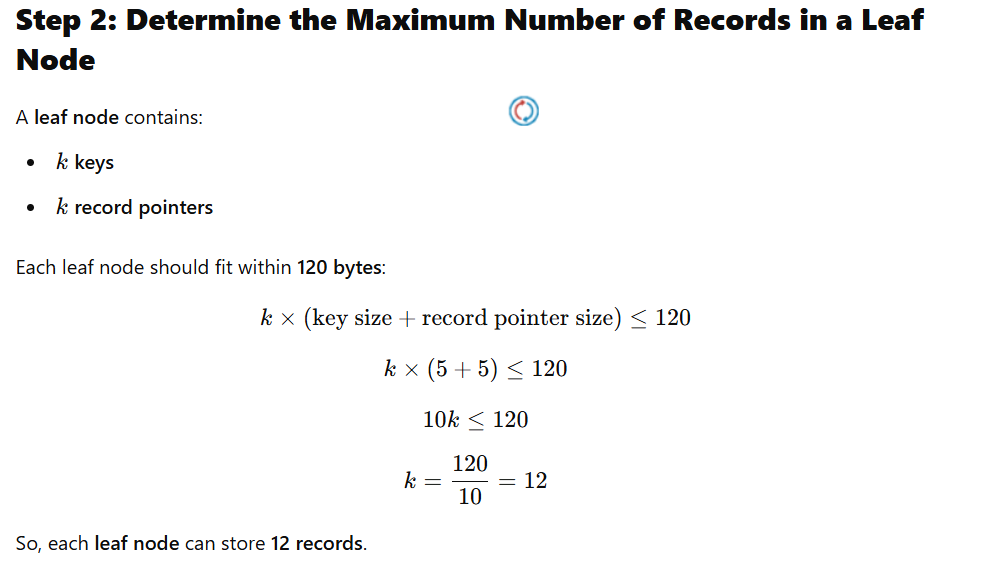 Step 2: Determine the Maximum Number of Records in a Leaf
Node
A leaf node contains:
• k keys
• k record pointers
Each leaf node should fit within 120 bytes:
k × (key size + record pointer size) ≤ 120
k × (5 + 5) ≤ 120
10k ≤ 120
k = 120/10 = 12
So, each leaf node can store 12 records.